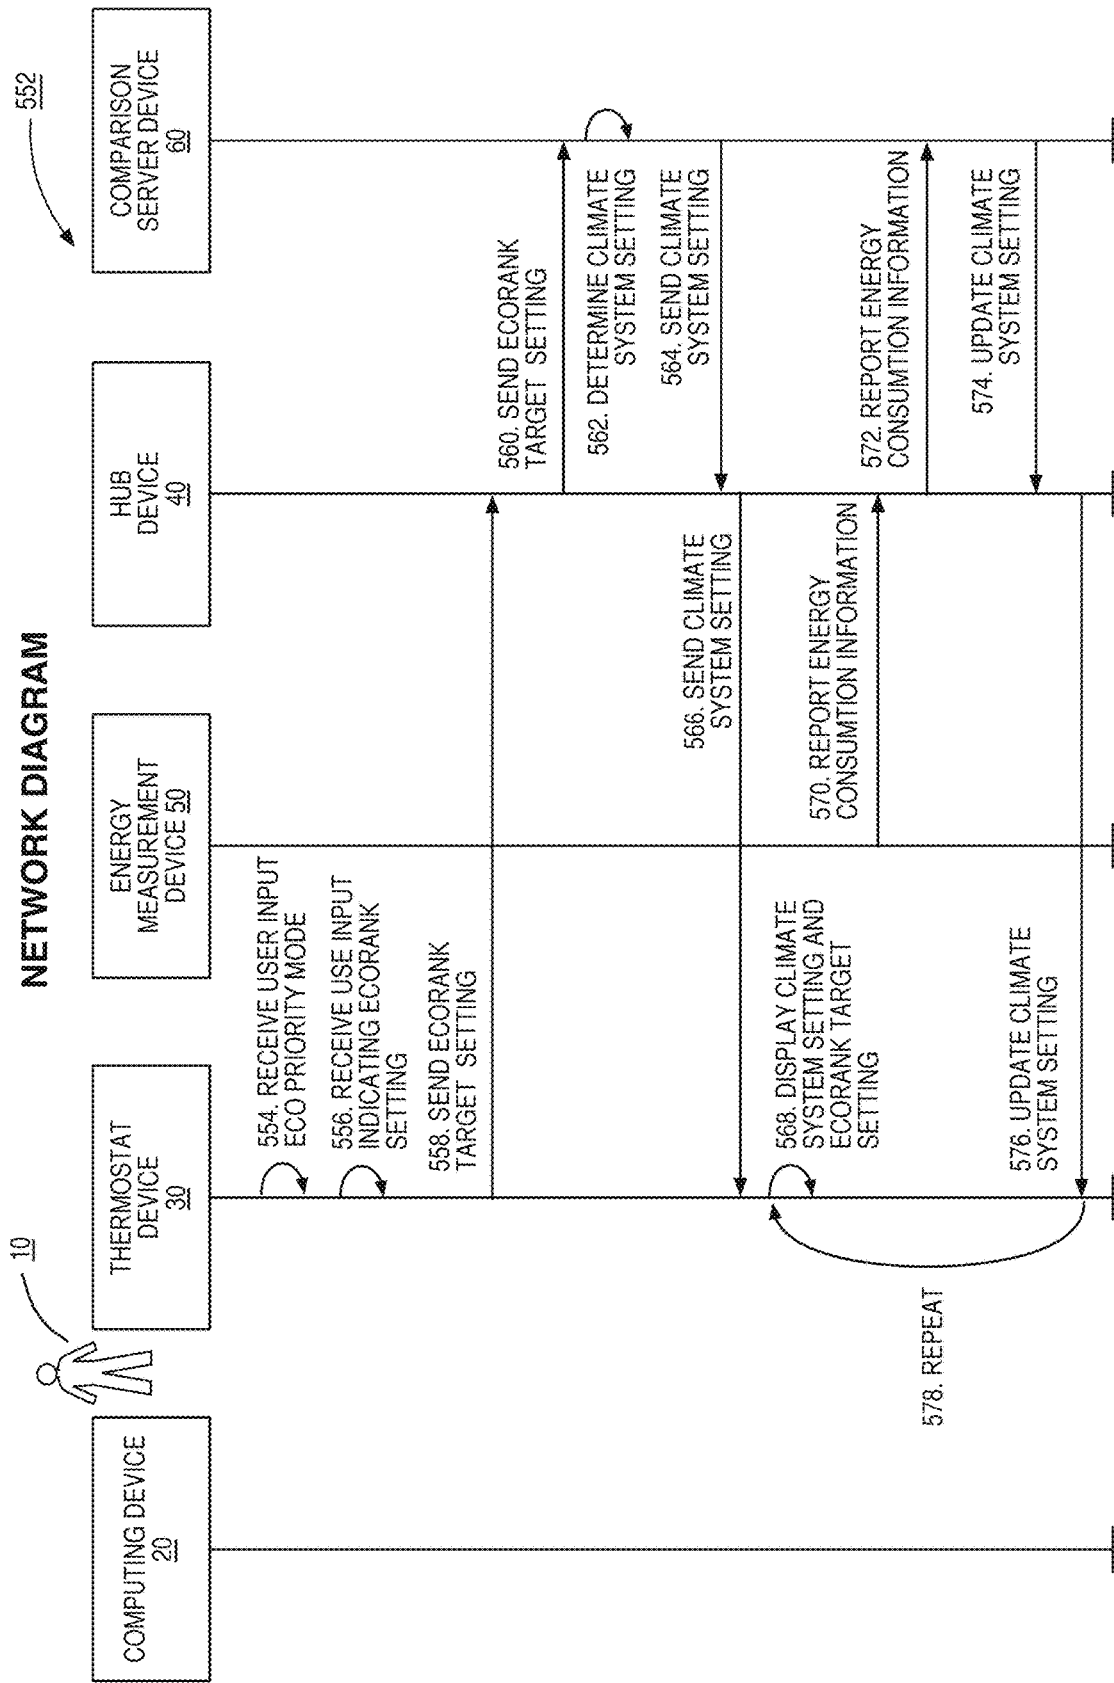 NETWORK DIAGRAM
552
10
COMPUTING DEVICE
20
THERMOSTAT
DEVICE
30
ENERGY
MEASUREMENT
DEVICE 50
HUB
DEVICE
40
COMPARISON
SERVER DEVICE
60
554. RECEIVE USER INPUT
ECO PRIORITY MODE
556. RECEIVE USE INPUT
INDICATING ECORANK
SETTING
558. SEND ECORANK
TARGET SETTING
560. SEND ECORANK
TARGET SETTING
562. DETERMINE CLIMATE
SYSTEM SETTING
564. SEND CLIMATE
SYSTEM SETTING
566. SEND CLIMATE
SYSTEM SETTING
568. DISPLAY CLIMATE
SYSTEM SETTING AND
ECORANK TARGET
SETTING
570. REPORT ENERGY
CONSUMTION INFORMATION
572. REPORT ENERGY
CONSUMTION INFORMATION
574. UPDATE CLIMATE
SYSTEM SETTING
576. UPDATE CLIMATE
SYSTEM SETTING
578. REPEAT